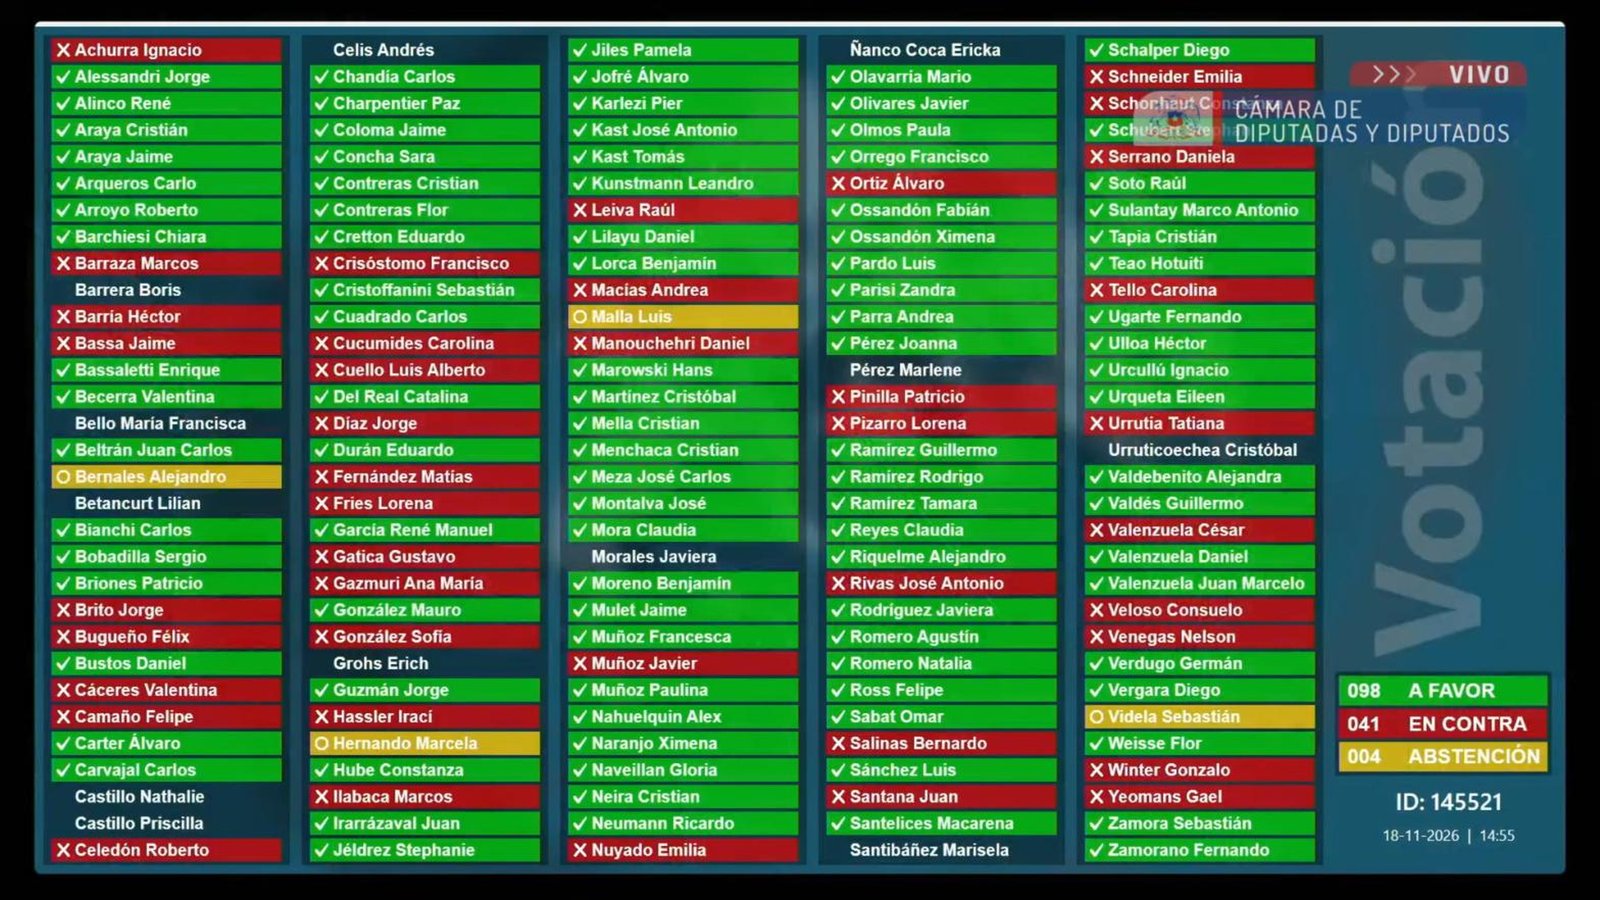 X Achurra Ignacio
✓ Alessandri Jorge
✓ Alinco René
✓ Araya Cristián
✓ Araya Jaime
✓ Arqueros Carlo
✓ Arroyo Roberto
✓ Barchiesi Chiara
X Barraza Marcos
Barrera Boris
X Barría Héctor
X Bassa Jaime
✓ Bassaletti Enrique
✓ Becerra Valentina
Bello María Francisca
✓ Beltrán Juan Carlos
O Bernales Alejandro
Betancurt Lilian
✓ Bianchi Carlos
✓ Bobadilla Sergio
✓ Briones Patricio
X Brito Jorge
X Bugueño Félix
✓ Bustos Daniel
X Cáceres Valentina
X Camaño Felipe
✓ Carter Álvaro
✓ Carvajal Carlos
Castillo Nathalie
Castillo Priscilla
X Celedón Roberto
Celis Andrés
✓ Chandía Carlos
✓ Charpentier Paz
✓ Coloma Jaime
✓ Concha Sara
✓ Contreras Cristian
✓ Contreras Flor
✓ Cretton Eduardo
X Crisóstomo Francisco
✓ Cristoffanini Sebastián
✓ Cuadrado Carlos
X Cucumides Carolina
X Cuello Luis Alberto
✓ Del Real Catalina
X Díaz Jorge
✓ Durán Eduardo
X Fernández Matías
X Fries Lorena
✓ García René Manuel
X Gatica Gustavo
X Gazmuri Ana María
✓ González Mauro
X González Sofía
Grohs Erich
✓ Guzmán Jorge
X Hassler Irací
O Hernando Marcela
✓ Hube Constanza
X Ilabaca Marcos
✓ Irarrázaval Juan
✓ Jéldrez Stephanie
✓ Jiles Pamela
✓ Jofré Álvaro
✓ Karlezi Pier
✓ Kast José Antonio
✓ Kast Tomás
✓ Kunstmann Leandro
X Leiva Raúl
✓ Lilayu Daniel
✓ Lorca Benjamín
X Macías Andrea
O Malla Luis
X Manouchehri Daniel
✓ Marowski Hans
✓ Martínez Cristóbal
✓ Mella Cristian
✓ Menchaca Cristian
✓ Meza José Carlos
✓ Montalva José
✓ Mora Claudia
Morales Javiera
✓ Moreno Benjamín
✓ Mulet Jaime
✓ Muñoz Francesca
X Muñoz Javier
✓ Muñoz Paulina
✓ Nahuelquin Alex
✓ Naranjo Ximena
✓ Naveillan Gloria
✓ Neira Cristian
✓ Neumann Ricardo
X Nuyado Emilia
Ñanco Coca Ericka
✓ Olavarría Mario
✓ Olivares Javier
✓ Olmos Paula
✓ Orrego Francisco
X Ortiz Álvaro
✓ Ossandón Fabián
✓ Ossandón Ximena
✓ Pardo Luis
✓ Parisi Zandra
✓ Parra Andrea
✓ Pérez Joanna
Pérez Marlene
X Pinilla Patricio
X Pizarro Lorena
✓ Ramírez Guillermo
✓ Ramírez Rodrigo
✓ Ramírez Tamara
✓ Reyes Claudia
✓ Riquelme Alejandro
X Rivas José Antonio
✓ Rodríguez Javiera
✓ Romero Agustín
✓ Romero Natalia
✓ Ross Felipe
✓ Sabat Omar
X Salinas Bernardo
✓ Sánchez Luis
X Santana Juan
✓ Santelices Macarena
Santibáñez Marisela
✓ Schalper Diego
X Schneider Emilia
X Schonhaut
✓ Schubert
X Serrano Daniela
✓ Soto Raúl
✓ Sulantay Marco Antonio
✓ Tapia Cristián
✓ Teao Hotuiti
X Tello Carolina
✓ Ugarte Fernando
✓ Ulloa Héctor
✓ Urcullú Ignacio
✓ Urqueta Eileen
X Urrutia Tatiana
Urruticoechea Cristóbal
✓ Valdebenito Alejandra
✓ Valdés Guillermo
X Valenzuela César
✓ Valenzuela Daniel
✓ Valenzuela Juan Marcelo
X Veloso Consuelo
X Venegas Nelson
✓ Verdugo Germán
✓ Vergara Diego
O Videla Sebastián
✓ Weisse Flor
X Winter Gonzalo
X Yeomans Gael
✓ Zamora Sebastián
✓ Zamorano Fernando
>>> VIVO
CÁMARA DE
DIPUTADAS Y DIPUTADOS
Votación
098 A FAVOR
041 EN CONTRA
004 ABSTENCIÓN
ID: 145521
18-11-2026 | 14:55